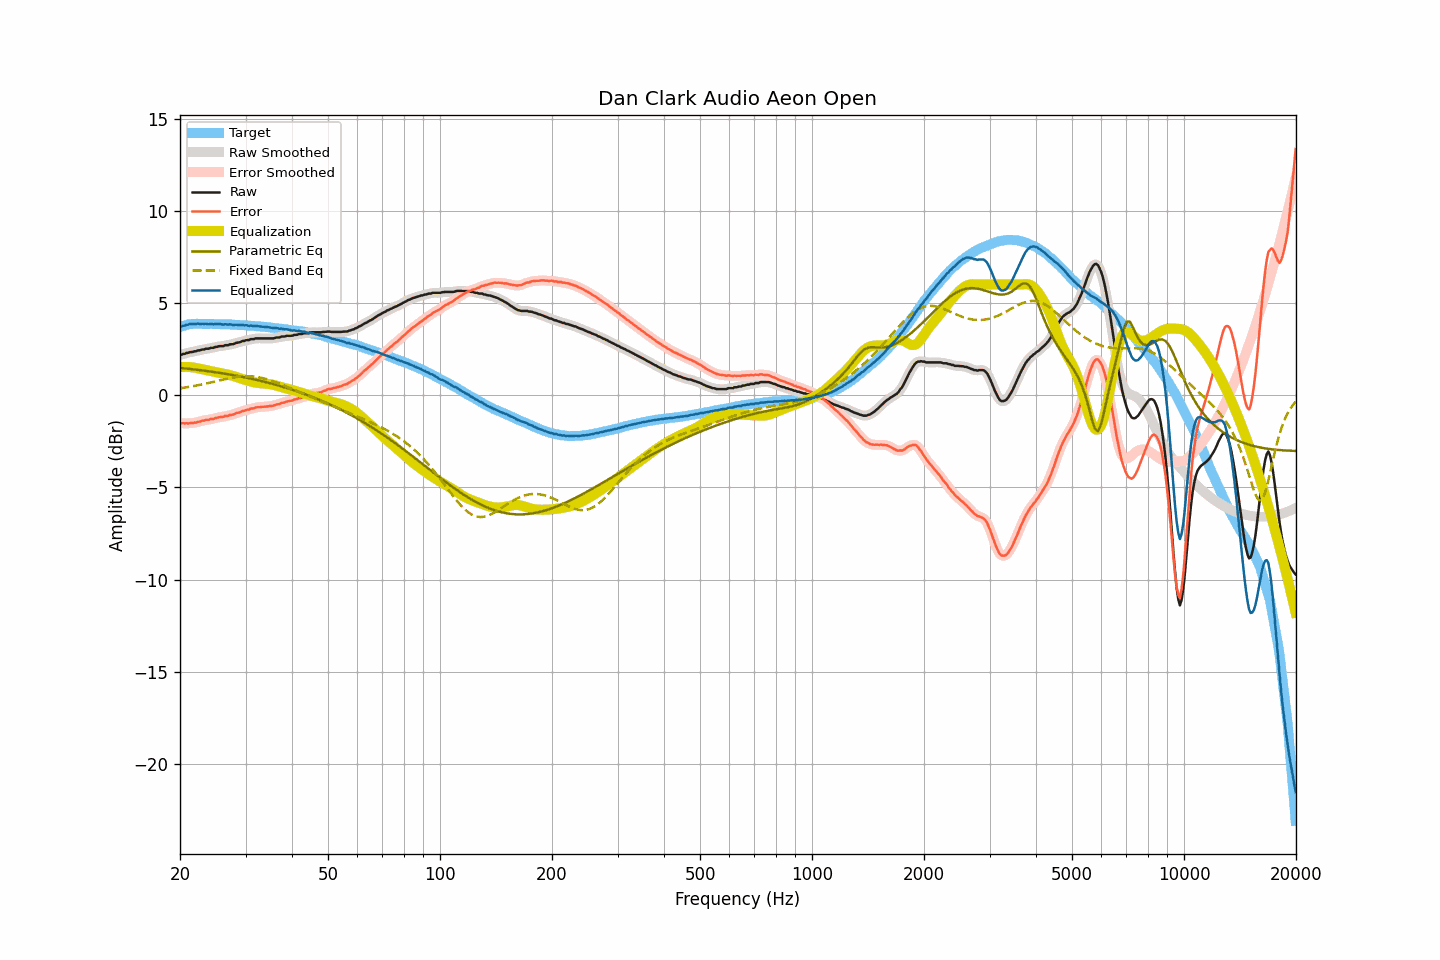 Dan Clark Audio Aeon Open
Target
Raw Smoothed
Error Smoothed
Raw
Error
Equalization
Parametric Eq
Fixed Band Eq
Equalized
15
10
5
0
−5
−10
−15
−20
Amplitude (dBr)
20 50 100 200 500 1000 2000 5000 10000 20000
Frequency (Hz)